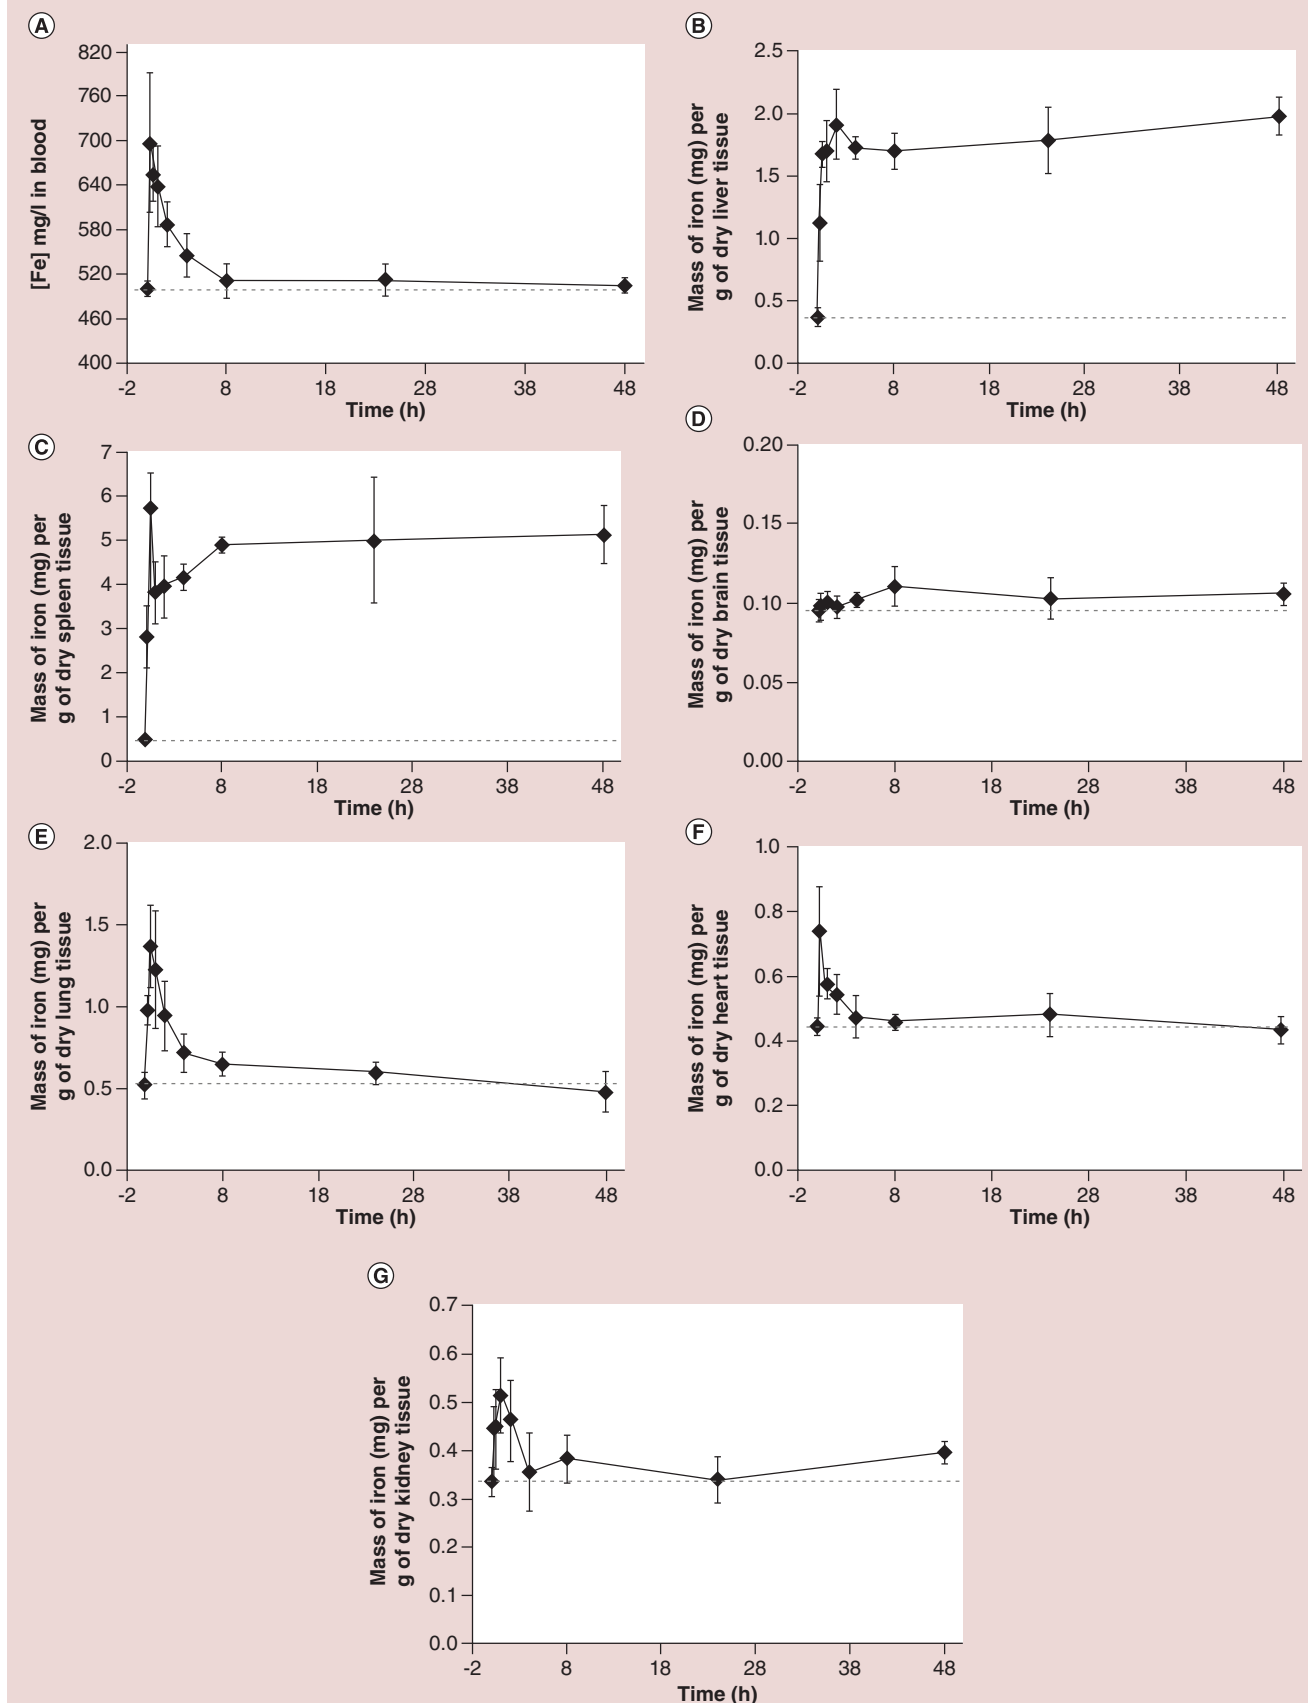 A
[Fe] mg/l in blood
820
760
700
640
580
520
460
400
-2 8 18 28 38 48
Time (h)
B
Mass of iron (mg) per
g of dry liver tissue
2.5
2.0
1.5
1.0
0.5
0.0
-2 8 18 28 38 48
Time (h)
C
Mass of iron (mg) per
g of dry spleen tissue
7
6
5
4
3
2
1
0
-2 8 18 28 38 48
Time (h)
D
Mass of iron (mg) per
g of dry brain tissue
0.20
0.15
0.10
0.05
0.00
-2 8 18 28 38 48
Time (h)
E
Mass of iron (mg) per
g of dry lung tissue
2.0
1.5
1.0
0.5
0.0
-2 8 18 28 38 48
Time (h)
F
Mass of iron (mg) per
g of dry heart tissue
1.0
0.8
0.6
0.4
0.2
0.0
-2 8 18 28 38 48
Time (h)
G
Mass of iron (mg) per
g of dry kidney tissue
0.7
0.6
0.5
0.4
0.3
0.2
0.1
0.0
-2 8 18 28 38 48
Time (h)